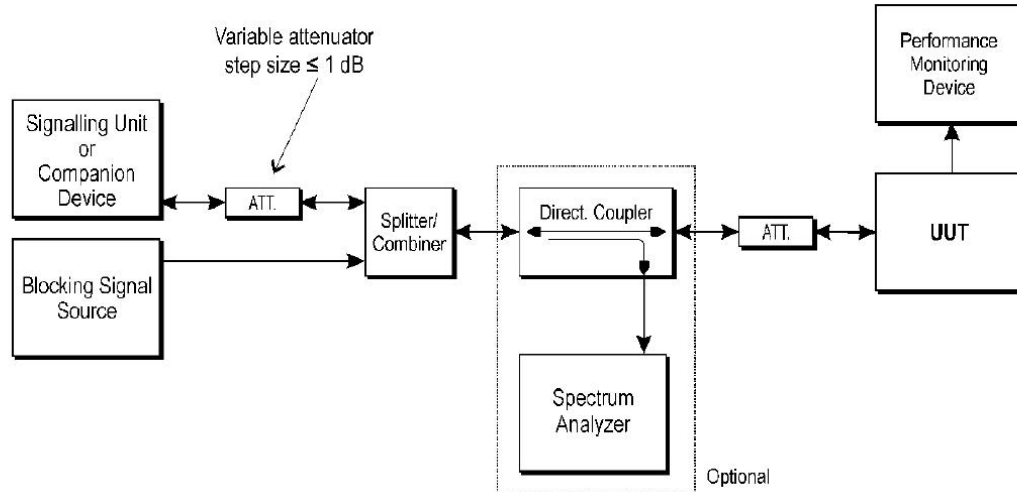 Variable attenuator
step size ≤ 1 dB
Performance
Monitoring
Device
Signalling Unit
or
Companion
Device
ATT.
Splitter/
Combiner
Direct. Coupler
ATT.
UUT
Blocking Signal
Source
Spectrum
Analyzer
Optional